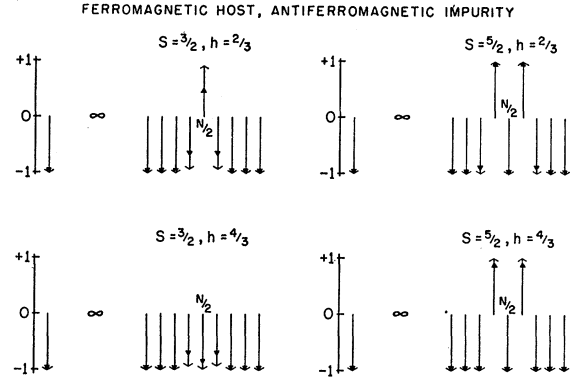 FERROMAGNETIC HOST, ANTIFERROMAGNETIC IMPURITY
S = 3/2, h = 2/3
+1
0
-1
∞
N/2
S = 5/2, h = 2/3
+1
0
-1
∞
N/2
S = 3/2, h = 4/3
+1
0
-1
∞
N/2
S = 5/2, h = 4/3
+1
0
-1
∞
N/2